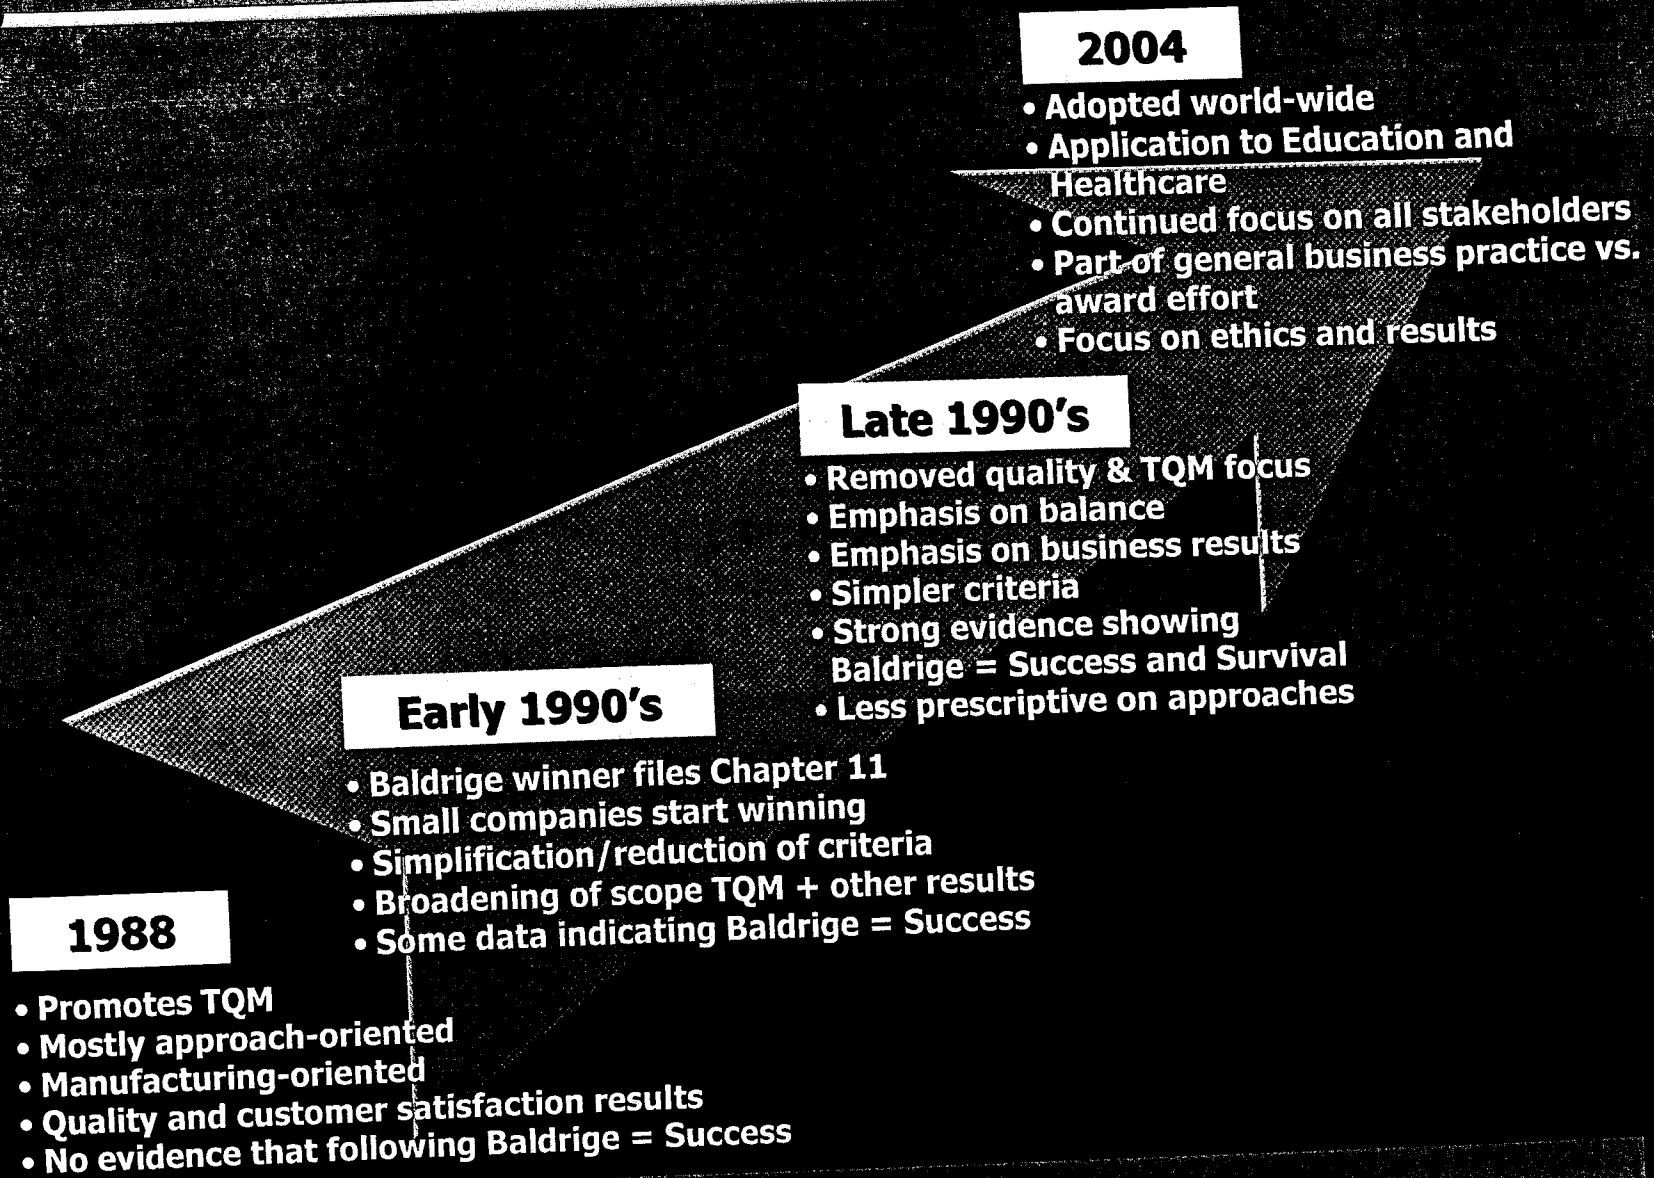 2004
• Adopted world-wide
• Application to Education and
Healthcare
• Continued focus on all stakeholders
• Part of general business practice vs.
award effort
• Focus on ethics and results
Late 1990's
• Removed quality & TQM focus
• Emphasis on balance
• Emphasis on business results
• Simpler criteria
• Strong evidence showing
Baldrige = Success and Survival
• Less prescriptive on approaches
Early 1990's
• Baldrige winner files Chapter 11
• Small companies start winning
• Simplification/reduction of criteria
• Broadening of scope TQM + other results
• Some data indicating Baldrige = Success
1988
• Promotes TQM
• Mostly approach-oriented
• Manufacturing-oriented
• Quality and customer satisfaction results
• No evidence that following Baldrige = Success